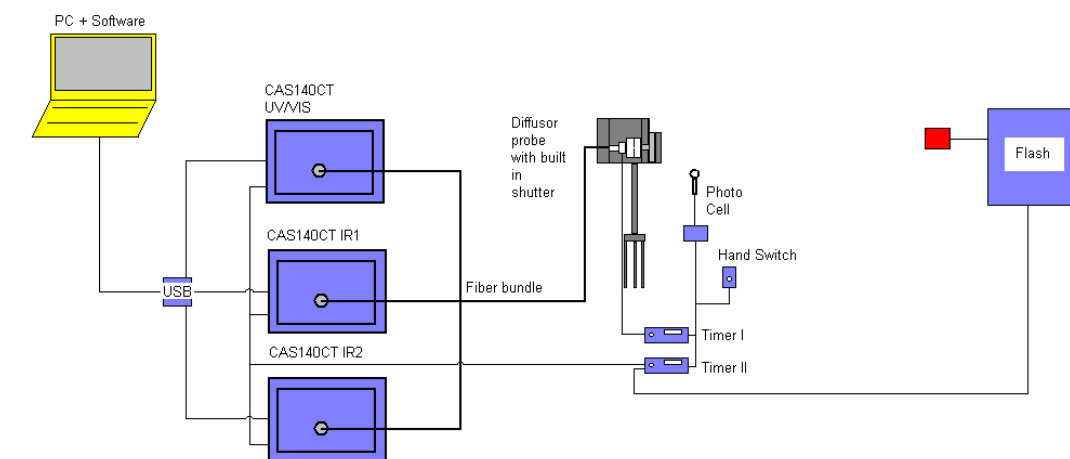 PC + Software
CAS140CT
UV/VIS
Diffusor
probe
with built
in
shutter
Flash
Photo
Cell
CAS140CT IR1
Hand Switch
USB
Fiber bundle
Timer I
CAS140CT IR2
Timer II